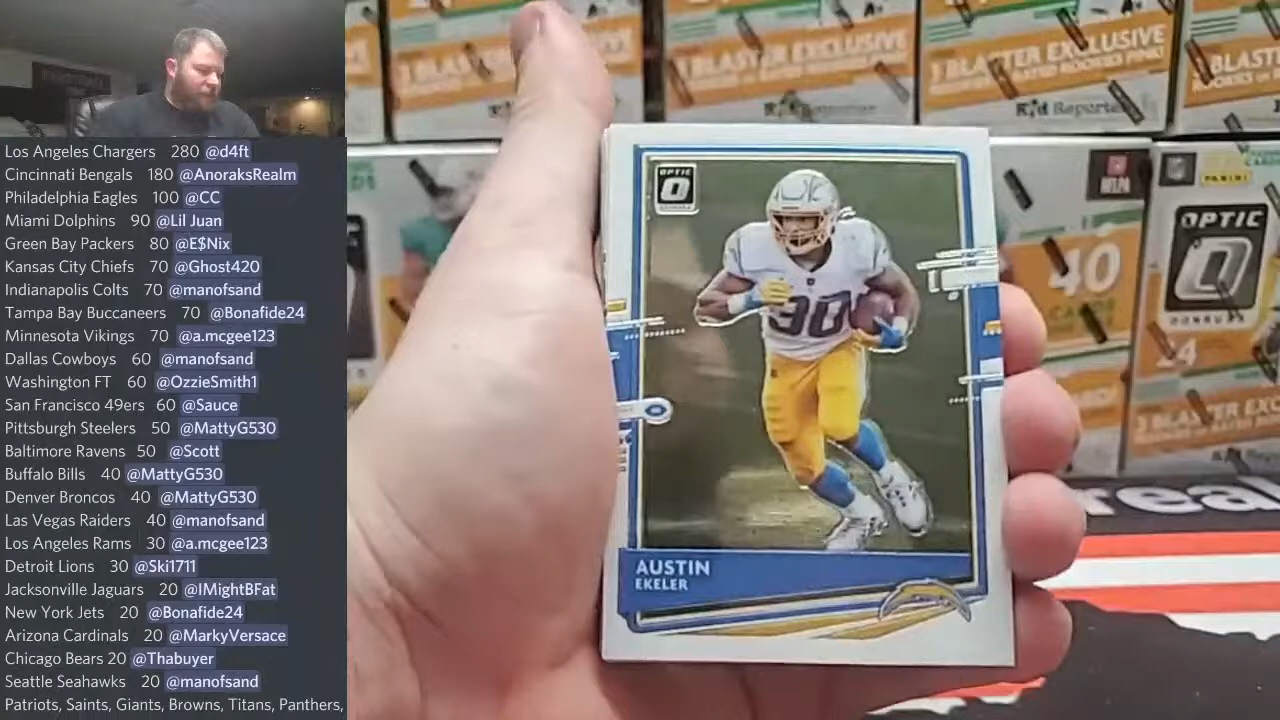 Los Angeles Chargers 280 @d4ft
Cincinnati Bengals 180 @AnoraksRealm
Philadelphia Eagles 100 @CC
Miami Dolphins 90 @Lil Juan
Green Bay Packers 80 @E$Nix
Kansas City Chiefs 70 @Ghost420
Indianapolis Colts 70 @manofsand
Tampa Bay Buccaneers 70 @Bonafide24
Minnesota Vikings 70 @a.mcgee123
Dallas Cowboys 60 @manofsand
Washington FT 60 @OzzieSmith1
San Francisco 49ers 60 @Sauce
Pittsburgh Steelers 50 @MattyG530
Baltimore Ravens 50 @Scott
Buffalo Bills 40 @MattyG530
Denver Broncos 40 @MattyG530
Las Vegas Raiders 40 @manofsand
Los Angeles Rams 30 @a.mcgee123
Detroit Lions 30 @Ski1711
Jacksonville Jaguars 20 @IMightBFat
New York Jets 20 @Bonafide24
Arizona Cardinals 20 @MarkyVersace
Chicago Bears 20 @Thabuyer
Seattle Seahawks 20 @manofsand
Patriots, Saints, Giants, Browns, Titans, Panthers,
OPTIC
30
AUSTIN
EKELER
BLASTER EXCLUSIVE
BLASTER EXCLUSIVE
40
PANINI
OPTIC
DONRUSS
real